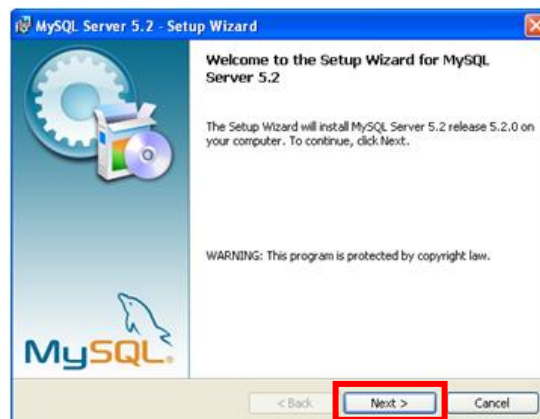 MySQL Server 5.2 - Setup Wizard
Welcome to the Setup Wizard for MySQL
Server 5.2
The Setup Wizard will install MySQL Server 5.2 release 5.2.0 on
your computer. To continue, click Next.
WARNING: This program is protected by copyright law.
MySQL.
< Back Next > Cancel